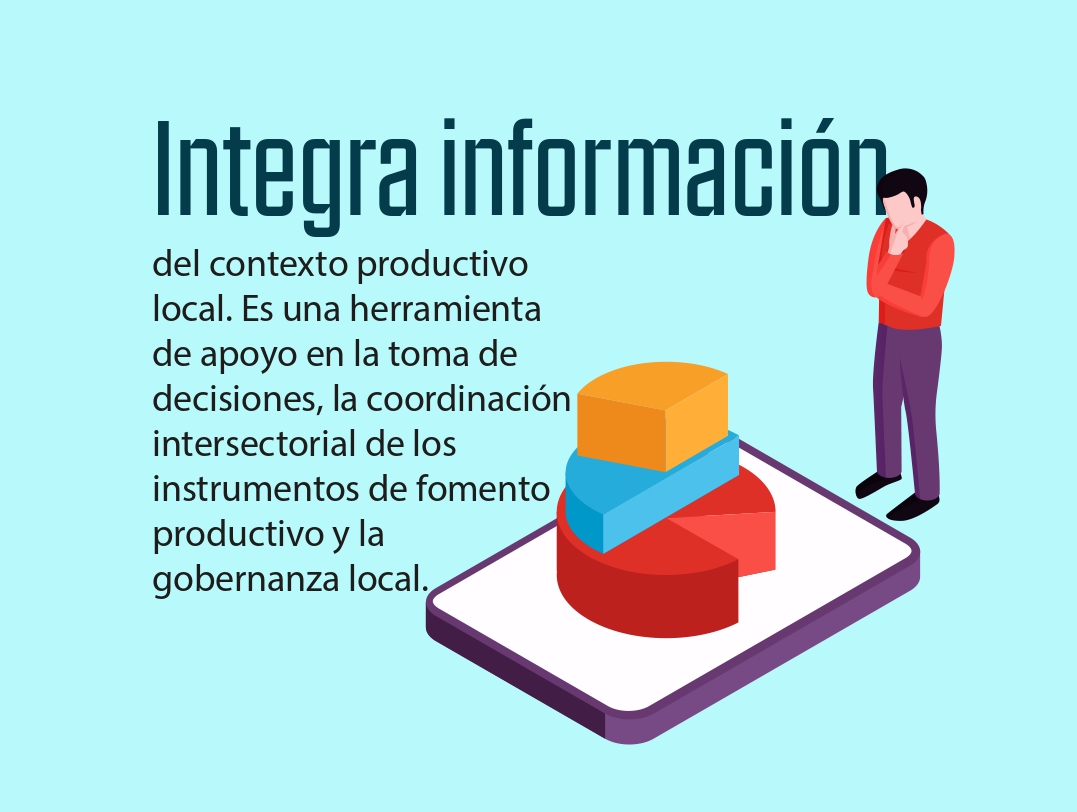 Integra información
del contexto productivo
local. Es una herramienta
de apoyo en la toma de
decisiones, la coordinación
intersectorial de los
instrumentos de fomento
productivo y la
gobernanza local.